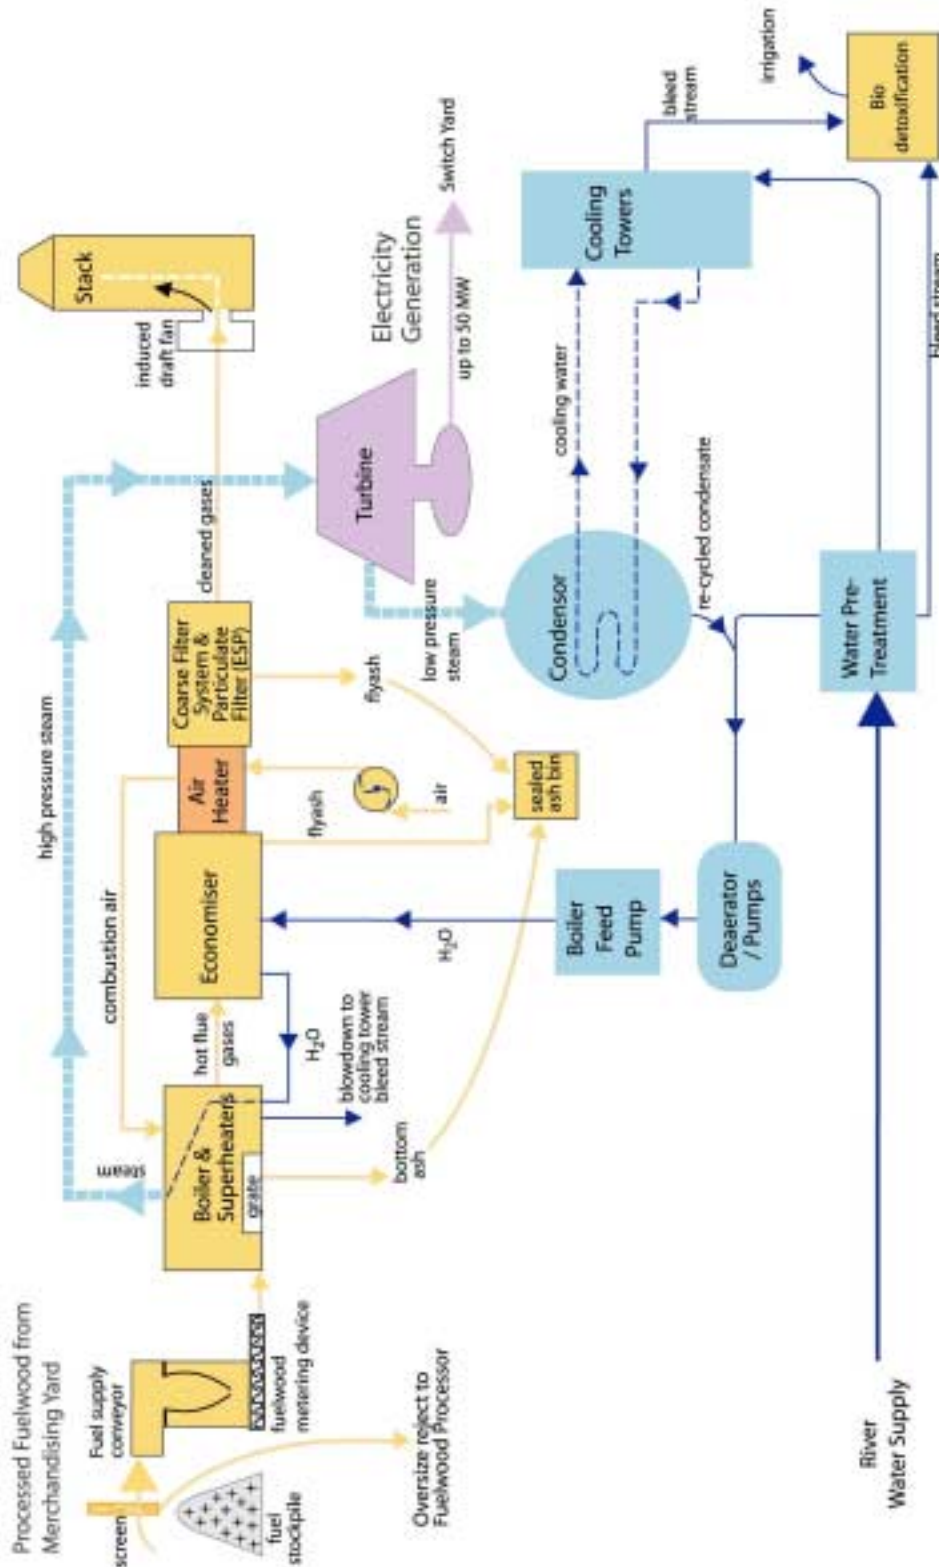 Processed Fuelwood from
Merchandising Yard
screen
Fuel supply
conveyor
fuel
stockpile
fuelwood
metering device
Oversize reject to
Fuelwood Processor
steam
high pressure steam
combustion air
Boiler &
Superheaters
grate
hot flue
gases
H₂O
blowdown to
cooling tower
bleed stream
bottom
ash
Economiser
Air
Heater
Coarse Filter
System &
Particulate
Filter (ESP)
cleaned gases
induced
draft fan
Stack
flyash
air
flyash
sealed
ash bin
H₂O
Turbine
low pressure
steam
Electricity
Generation
up to 50 MW
Switch Yard
Condensor
cooling water
Cooling
Towers
bleed
stream
irrigation
Bio
detoxification
re-cycled condensate
Boiler
Feed
Pump
Deaerator
/ Pumps
Water Pre-
Treatment
bleed stream
River
Water Supply